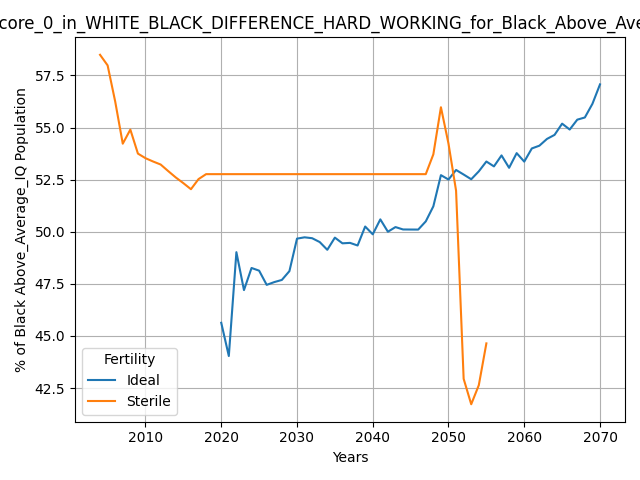 core_0_in_WHITE_BLACK_DIFFERENCE_HARD_WORKING_for_Black_Above_Ave
% of Black Above_Average_IQ Population
57.5
55.0
52.5
50.0
47.5
45.0
42.5
Fertility
Ideal
Sterile
2010 2020 2030 2040 2050 2060 2070
Years